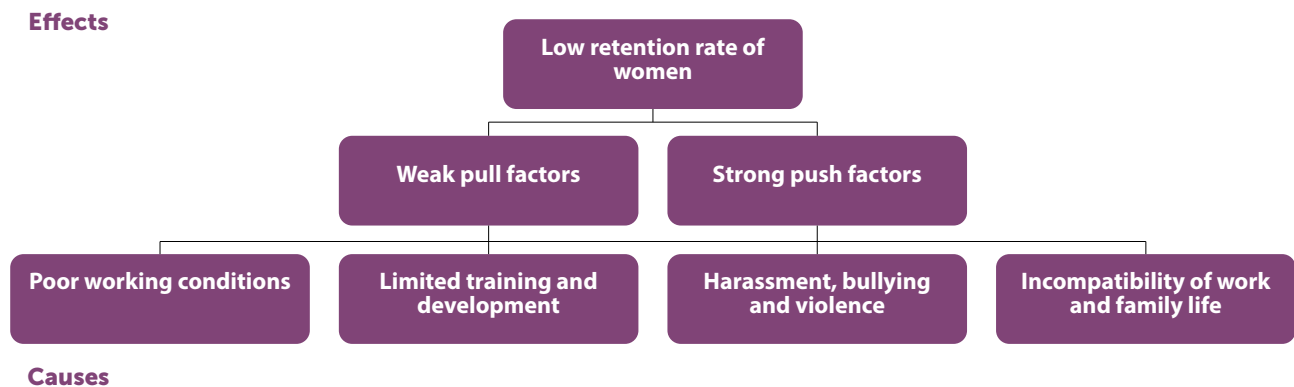 Effects
Low retention rate of
women
Weak pull factors
Strong push factors
Poor working conditions
Limited training and
development
Harassment, bullying
and violence
Incompatibility of work
and family life
Causes